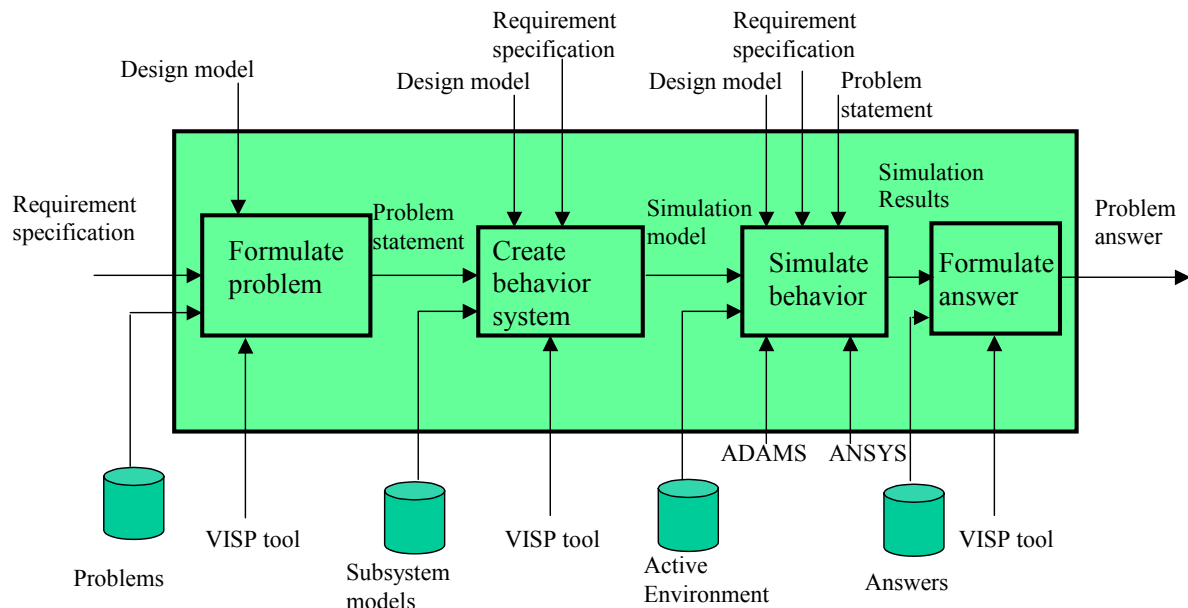 Requirement
specification
Requirement
specification
Design model
Design model
Design model
Problem
statement
Requirement
specification
Problem
statement
Simulation
model
Simulation
Results
Problem
answer
Formulate
problem
Create
behavior
system
Simulate
behavior
Formulate
answer
ADAMS
ANSYS
VISP tool
VISP tool
VISP tool
Problems
Subsystem
models
Active
Environment
Answers